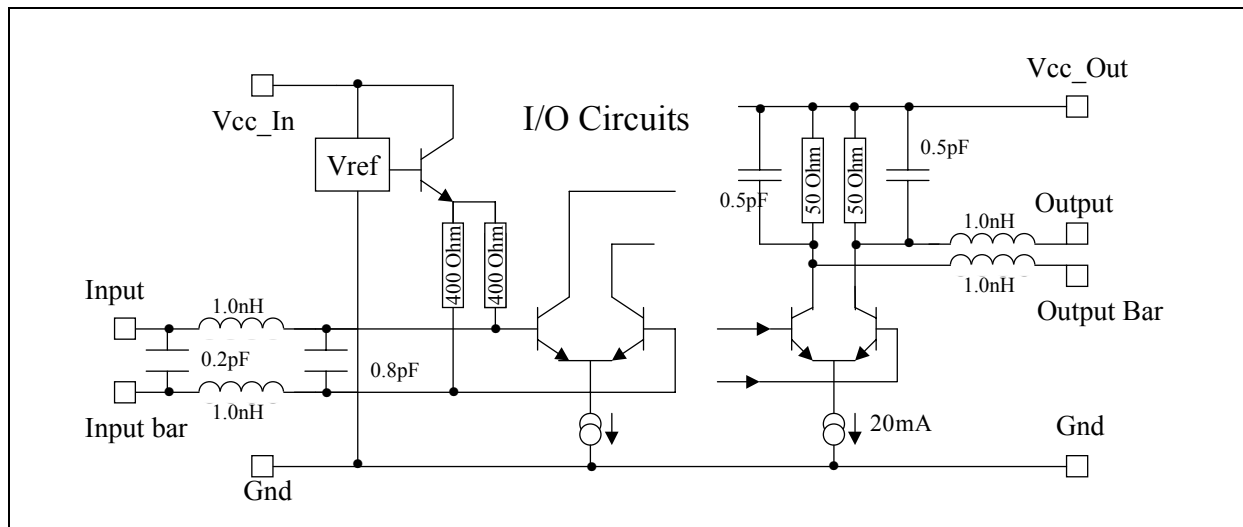 I/O Circuits
Vcc_In
Vcc_Out
Vref
400 Ohm
400 Ohm
0.5pF
50 Ohm
50 Ohm
0.5pF
1.0nH
Output
1.0nH
Output Bar
Input
1.0nH
0.2pF
0.8pF
1.0nH
Input bar
20mA
Gnd
Gnd